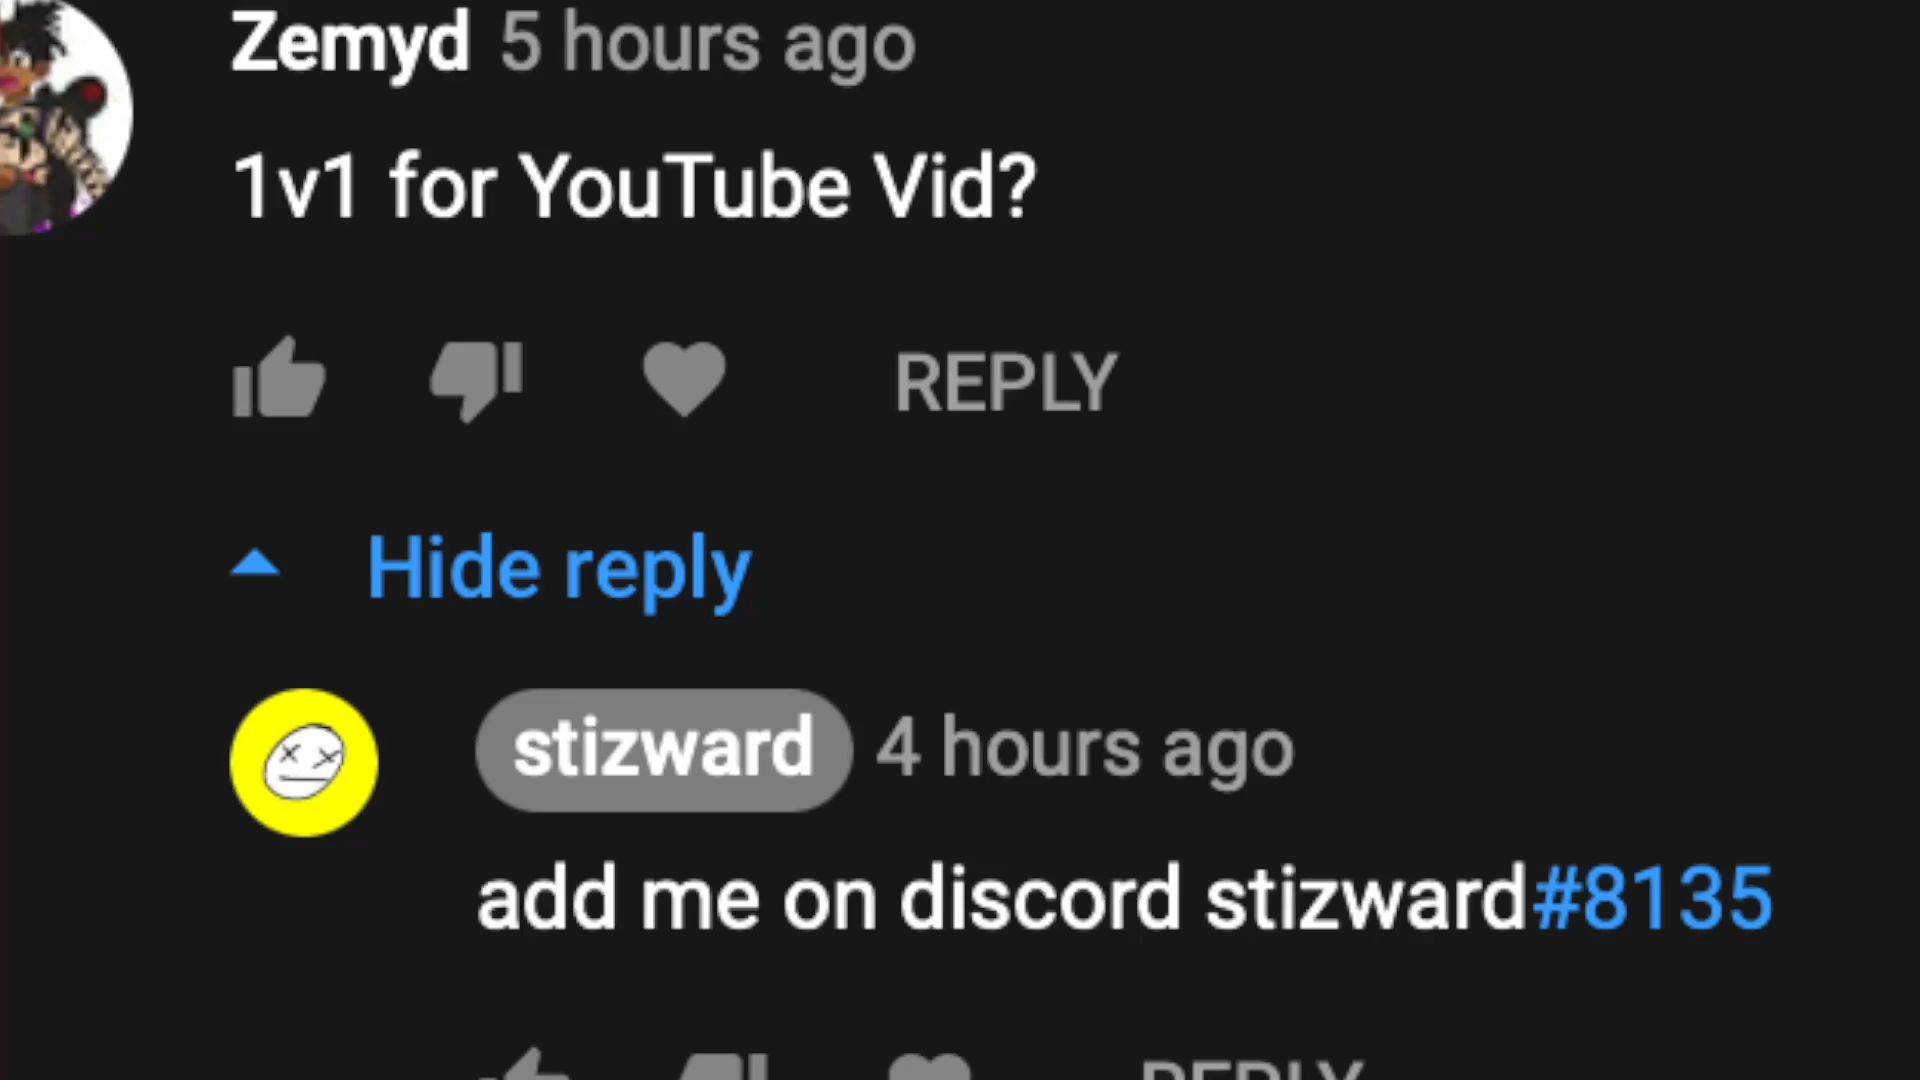 Zemyd 5 hours ago
1v1 for YouTube Vid?
REPLY
Hide reply
stizward 4 hours ago
add me on discord stizward#8135
REPLY